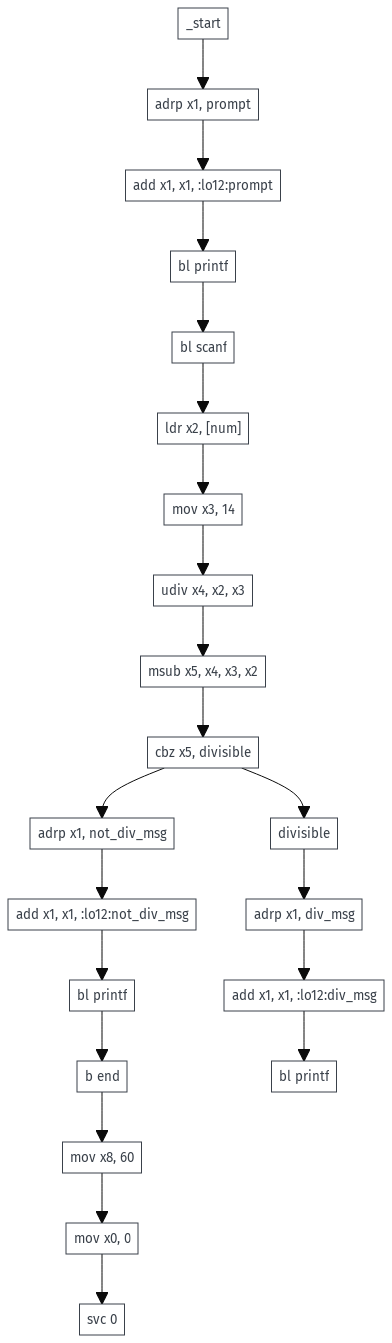 _start
adrp x1, prompt
add x1, x1, :lo12:prompt
bl printf
bl scanf
ldr x2, [num]
mov x3, 14
udiv x4, x2, x3
msub x5, x4, x3, x2
cbz x5, divisible
adrp x1, not_div_msg
divisible
add x1, x1, :lo12:not_div_msg
adrp x1, div_msg
bl printf
add x1, x1, :lo12:div_msg
b end
bl printf
mov x8, 60
mov x0, 0
svc 0